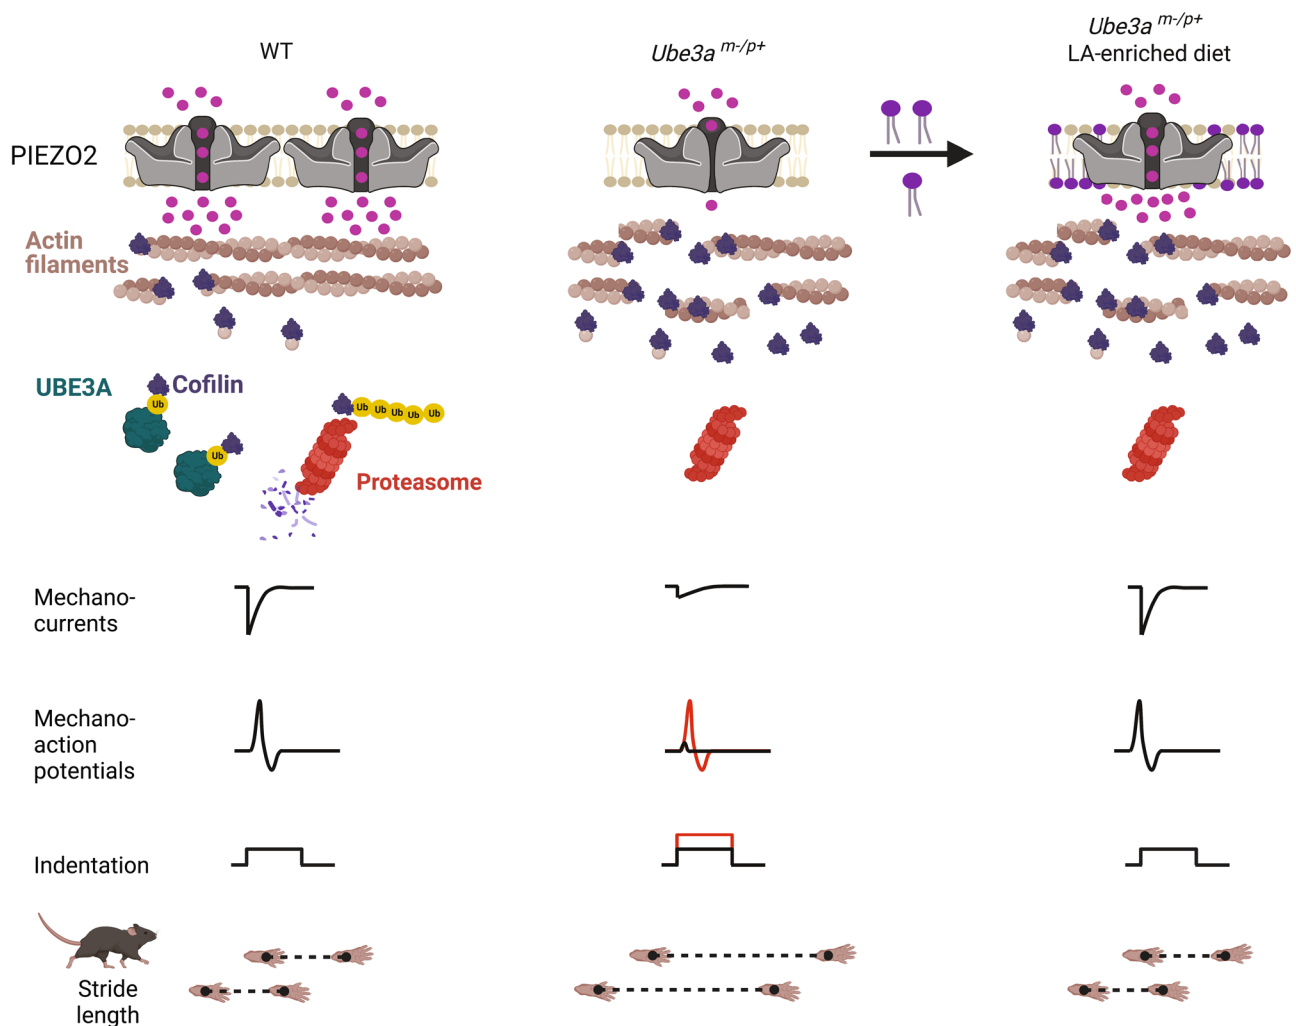 WT
Ube3a m-/p+
Ube3a m-/p+
LA-enriched diet
PIEZO2
Actin
filaments
UBE3A
Cofilin
Ub
Ub
Ub Ub Ub Ub Ub
Proteasome
Mechano-
currents
Mechano-
action
potentials
Indentation
Stride
length